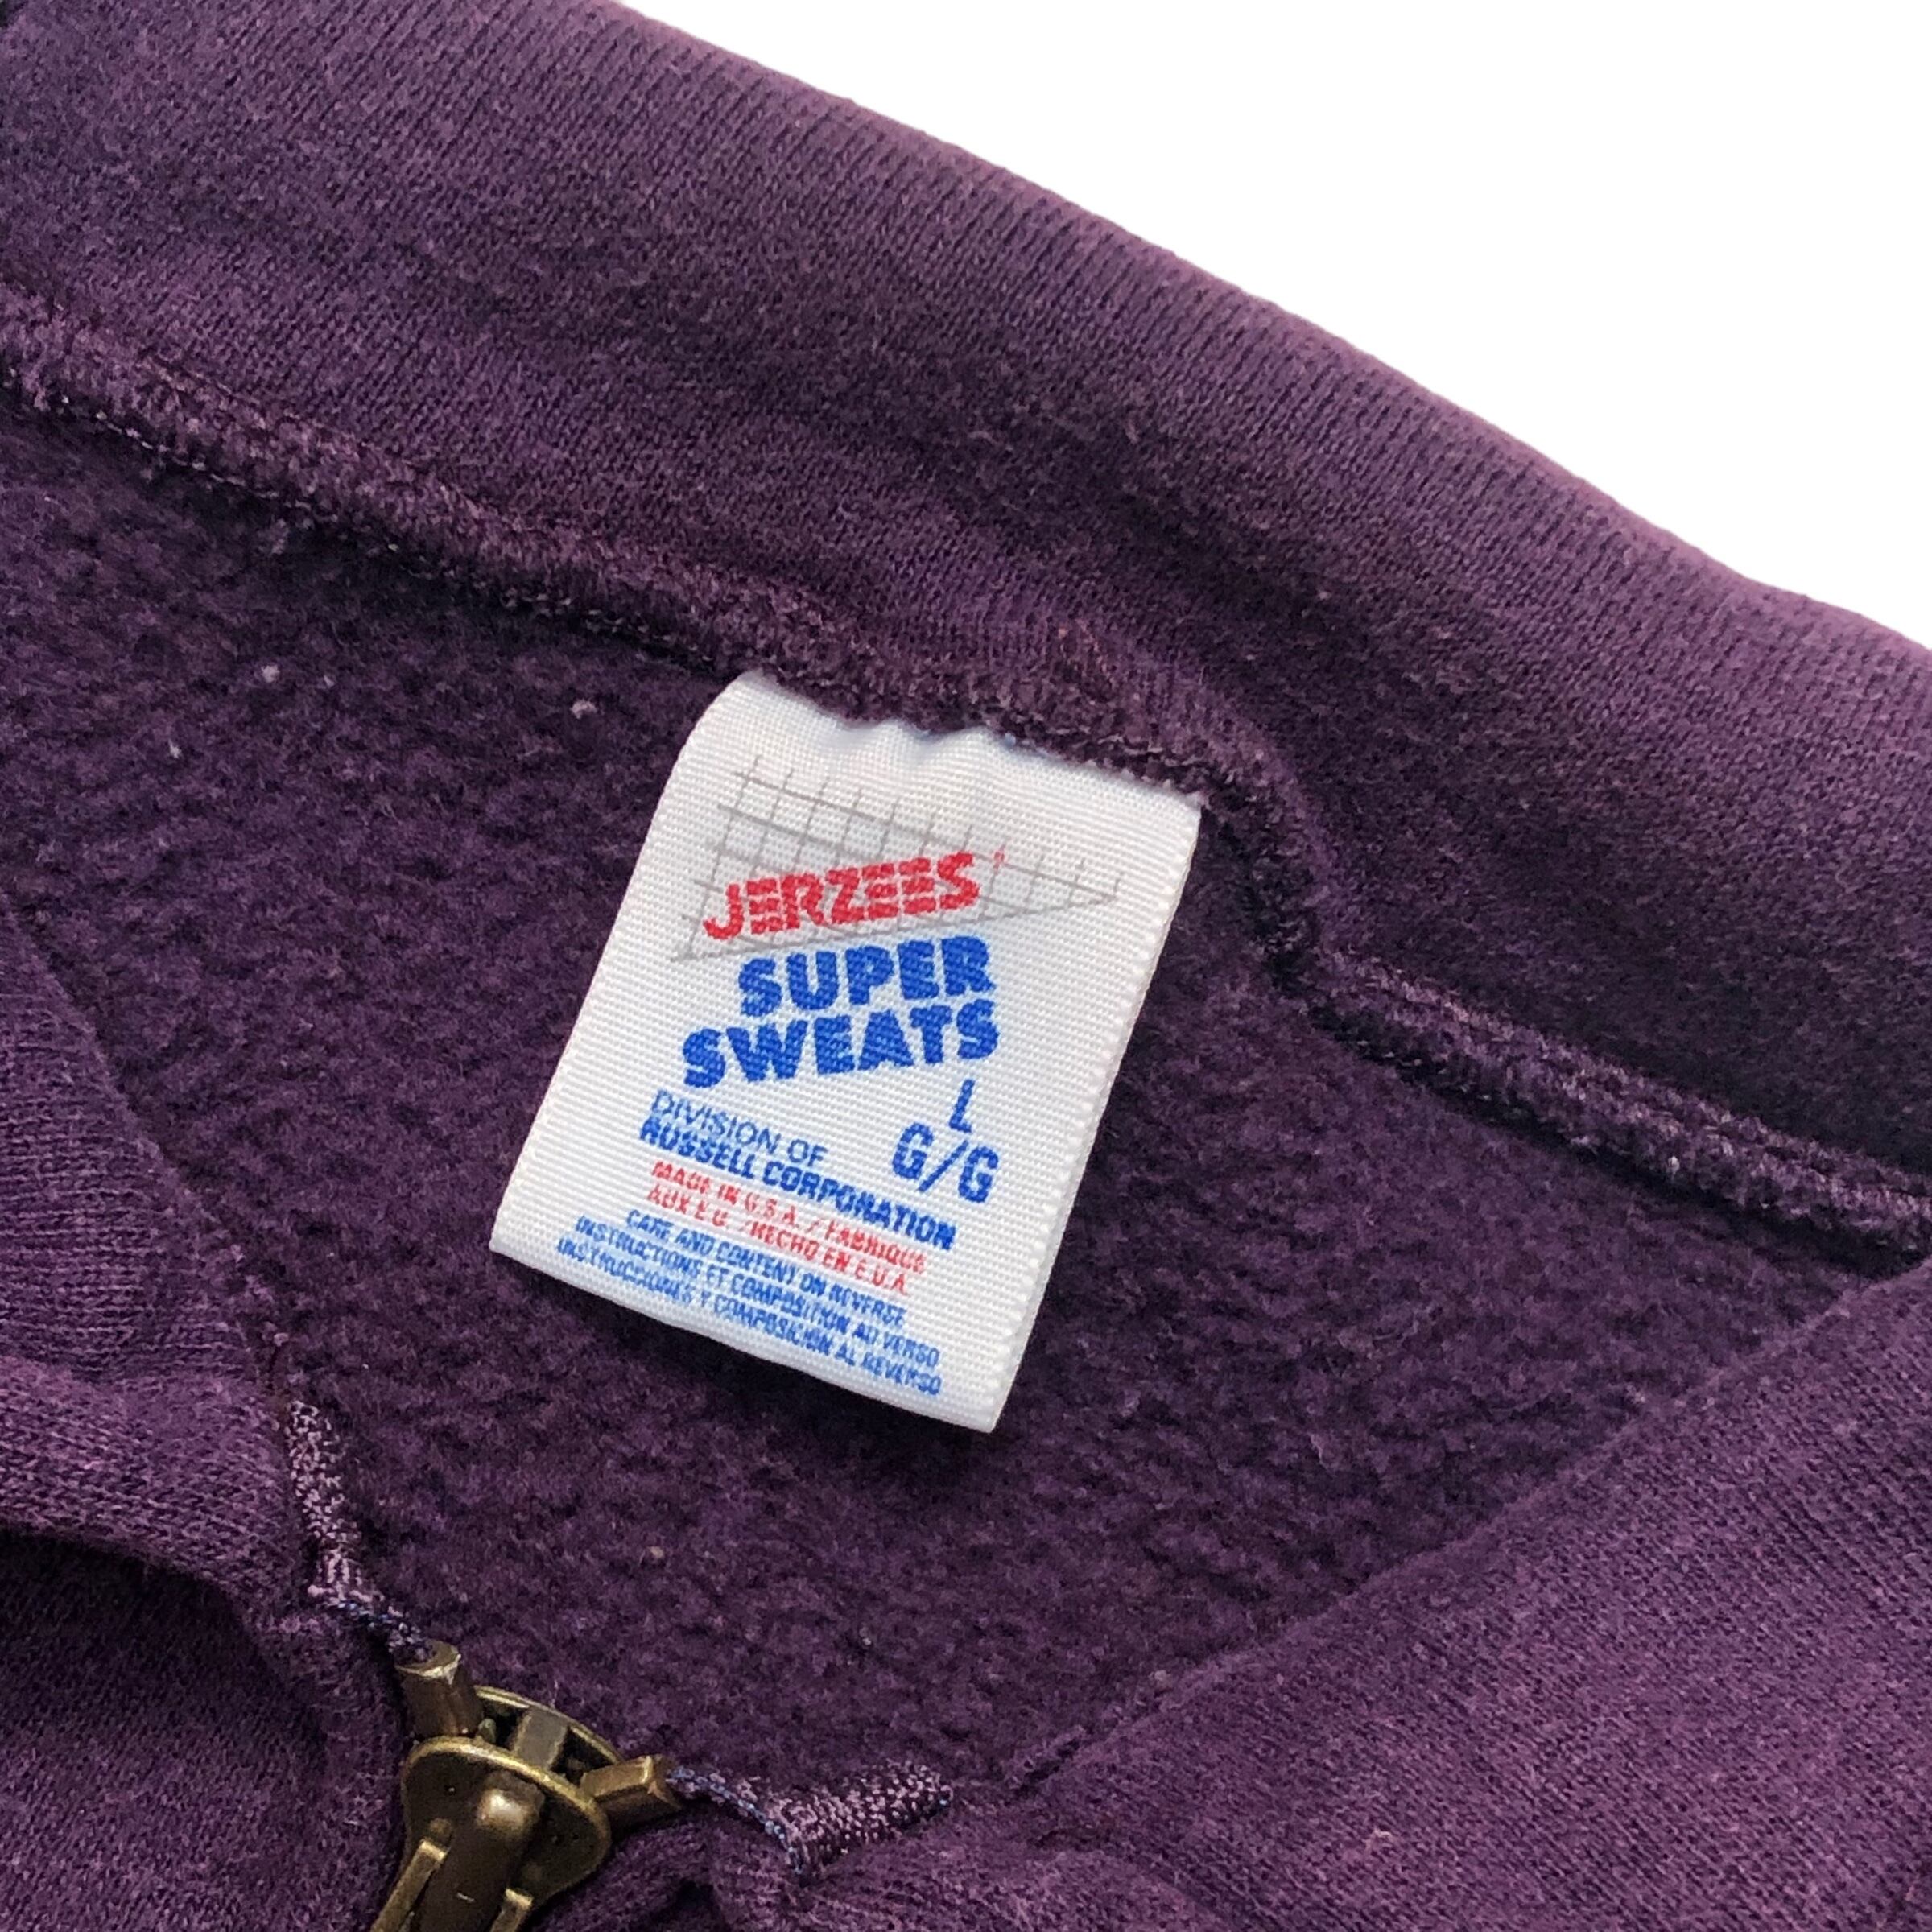 JERZEES
SUPER
SWEATS
L
G/G
DIVISION OF
RUSSELL CORPORATION
MADE IN U.S.A. / FABRIQUE
AUX E.U. /HECHO EN E.U.A.
CARE AND CONTENT ON REVERSE
INSTRUCTIONS ET COMPOSITION AU VERSO
INSTRUCCIONES Y COMPOSICION AL REVERSO